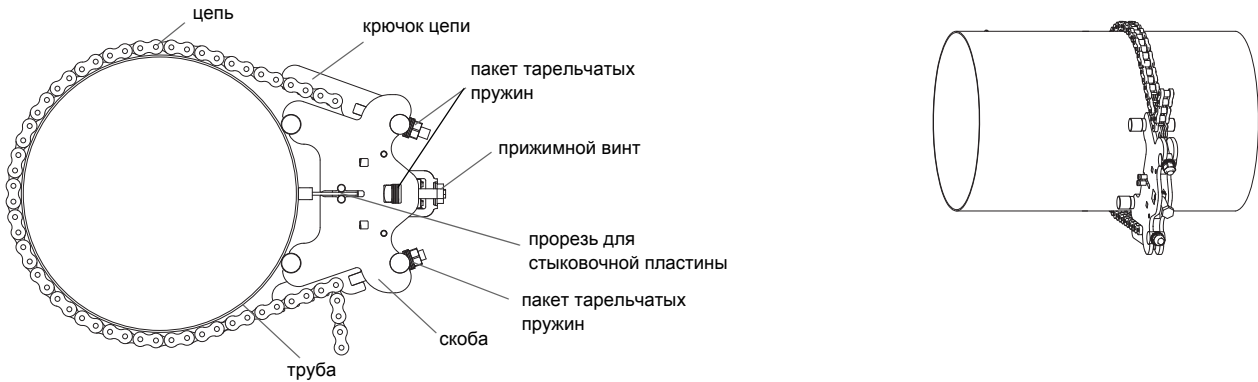 цепь
крючок цепи
пакет тарельчатых
пружин
прижимной винт
прорезь для
стыковочной пластины
пакет тарельчатых
пружин
скоба
труба